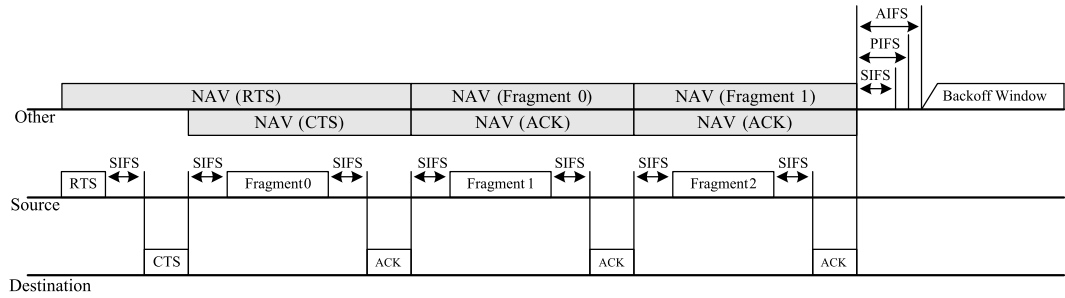 AIFS
PIFS
SIFS
NAV (RTS) NAV (Fragment 0) NAV (Fragment 1) Backoff Window
Other
NAV (CTS) NAV (ACK) NAV (ACK)
SIFS SIFS SIFS SIFS SIFS SIFS SIFS
RTS Fragment0 Fragment 1 Fragment2
Source
CTS ACK ACK ACK
Destination